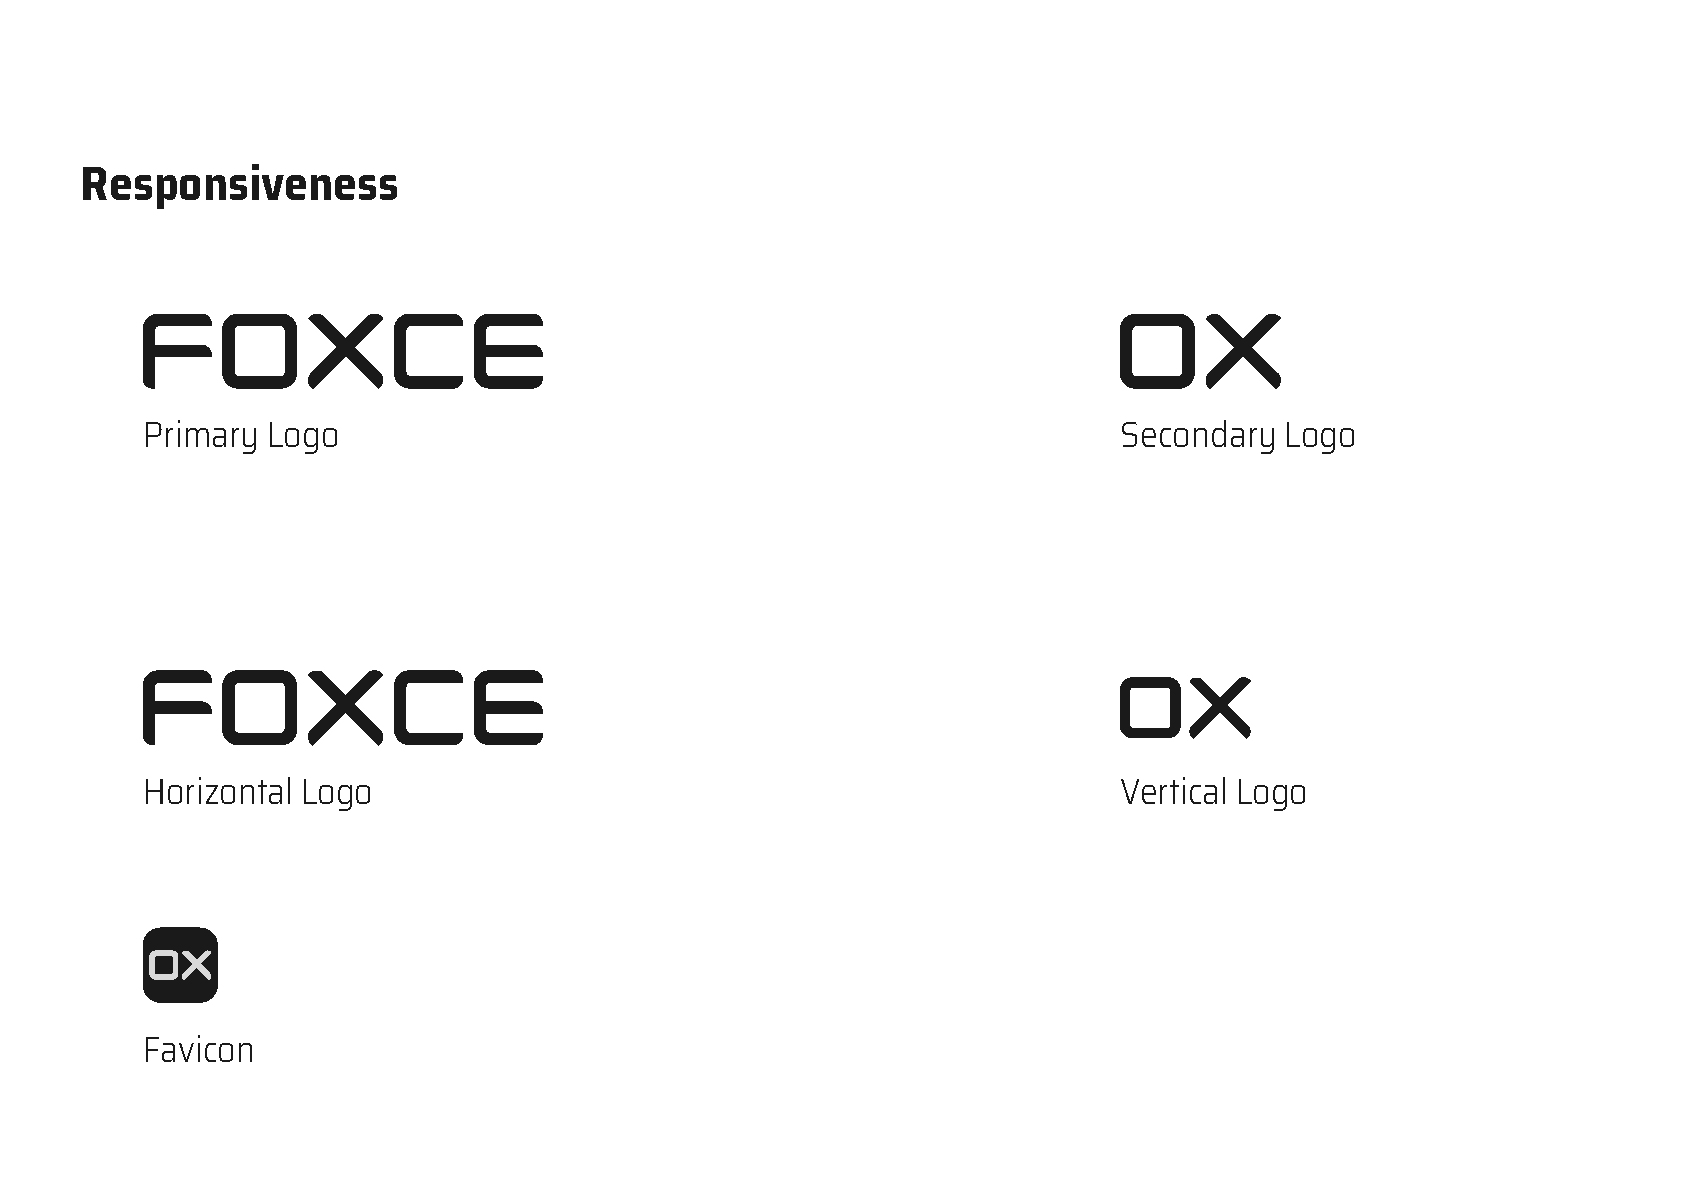 Responsiveness
FOXCE
Primary Logo
OX
Secondary Logo
FOXCE
Horizontal Logo
OX
Vertical Logo
OX
Favicon